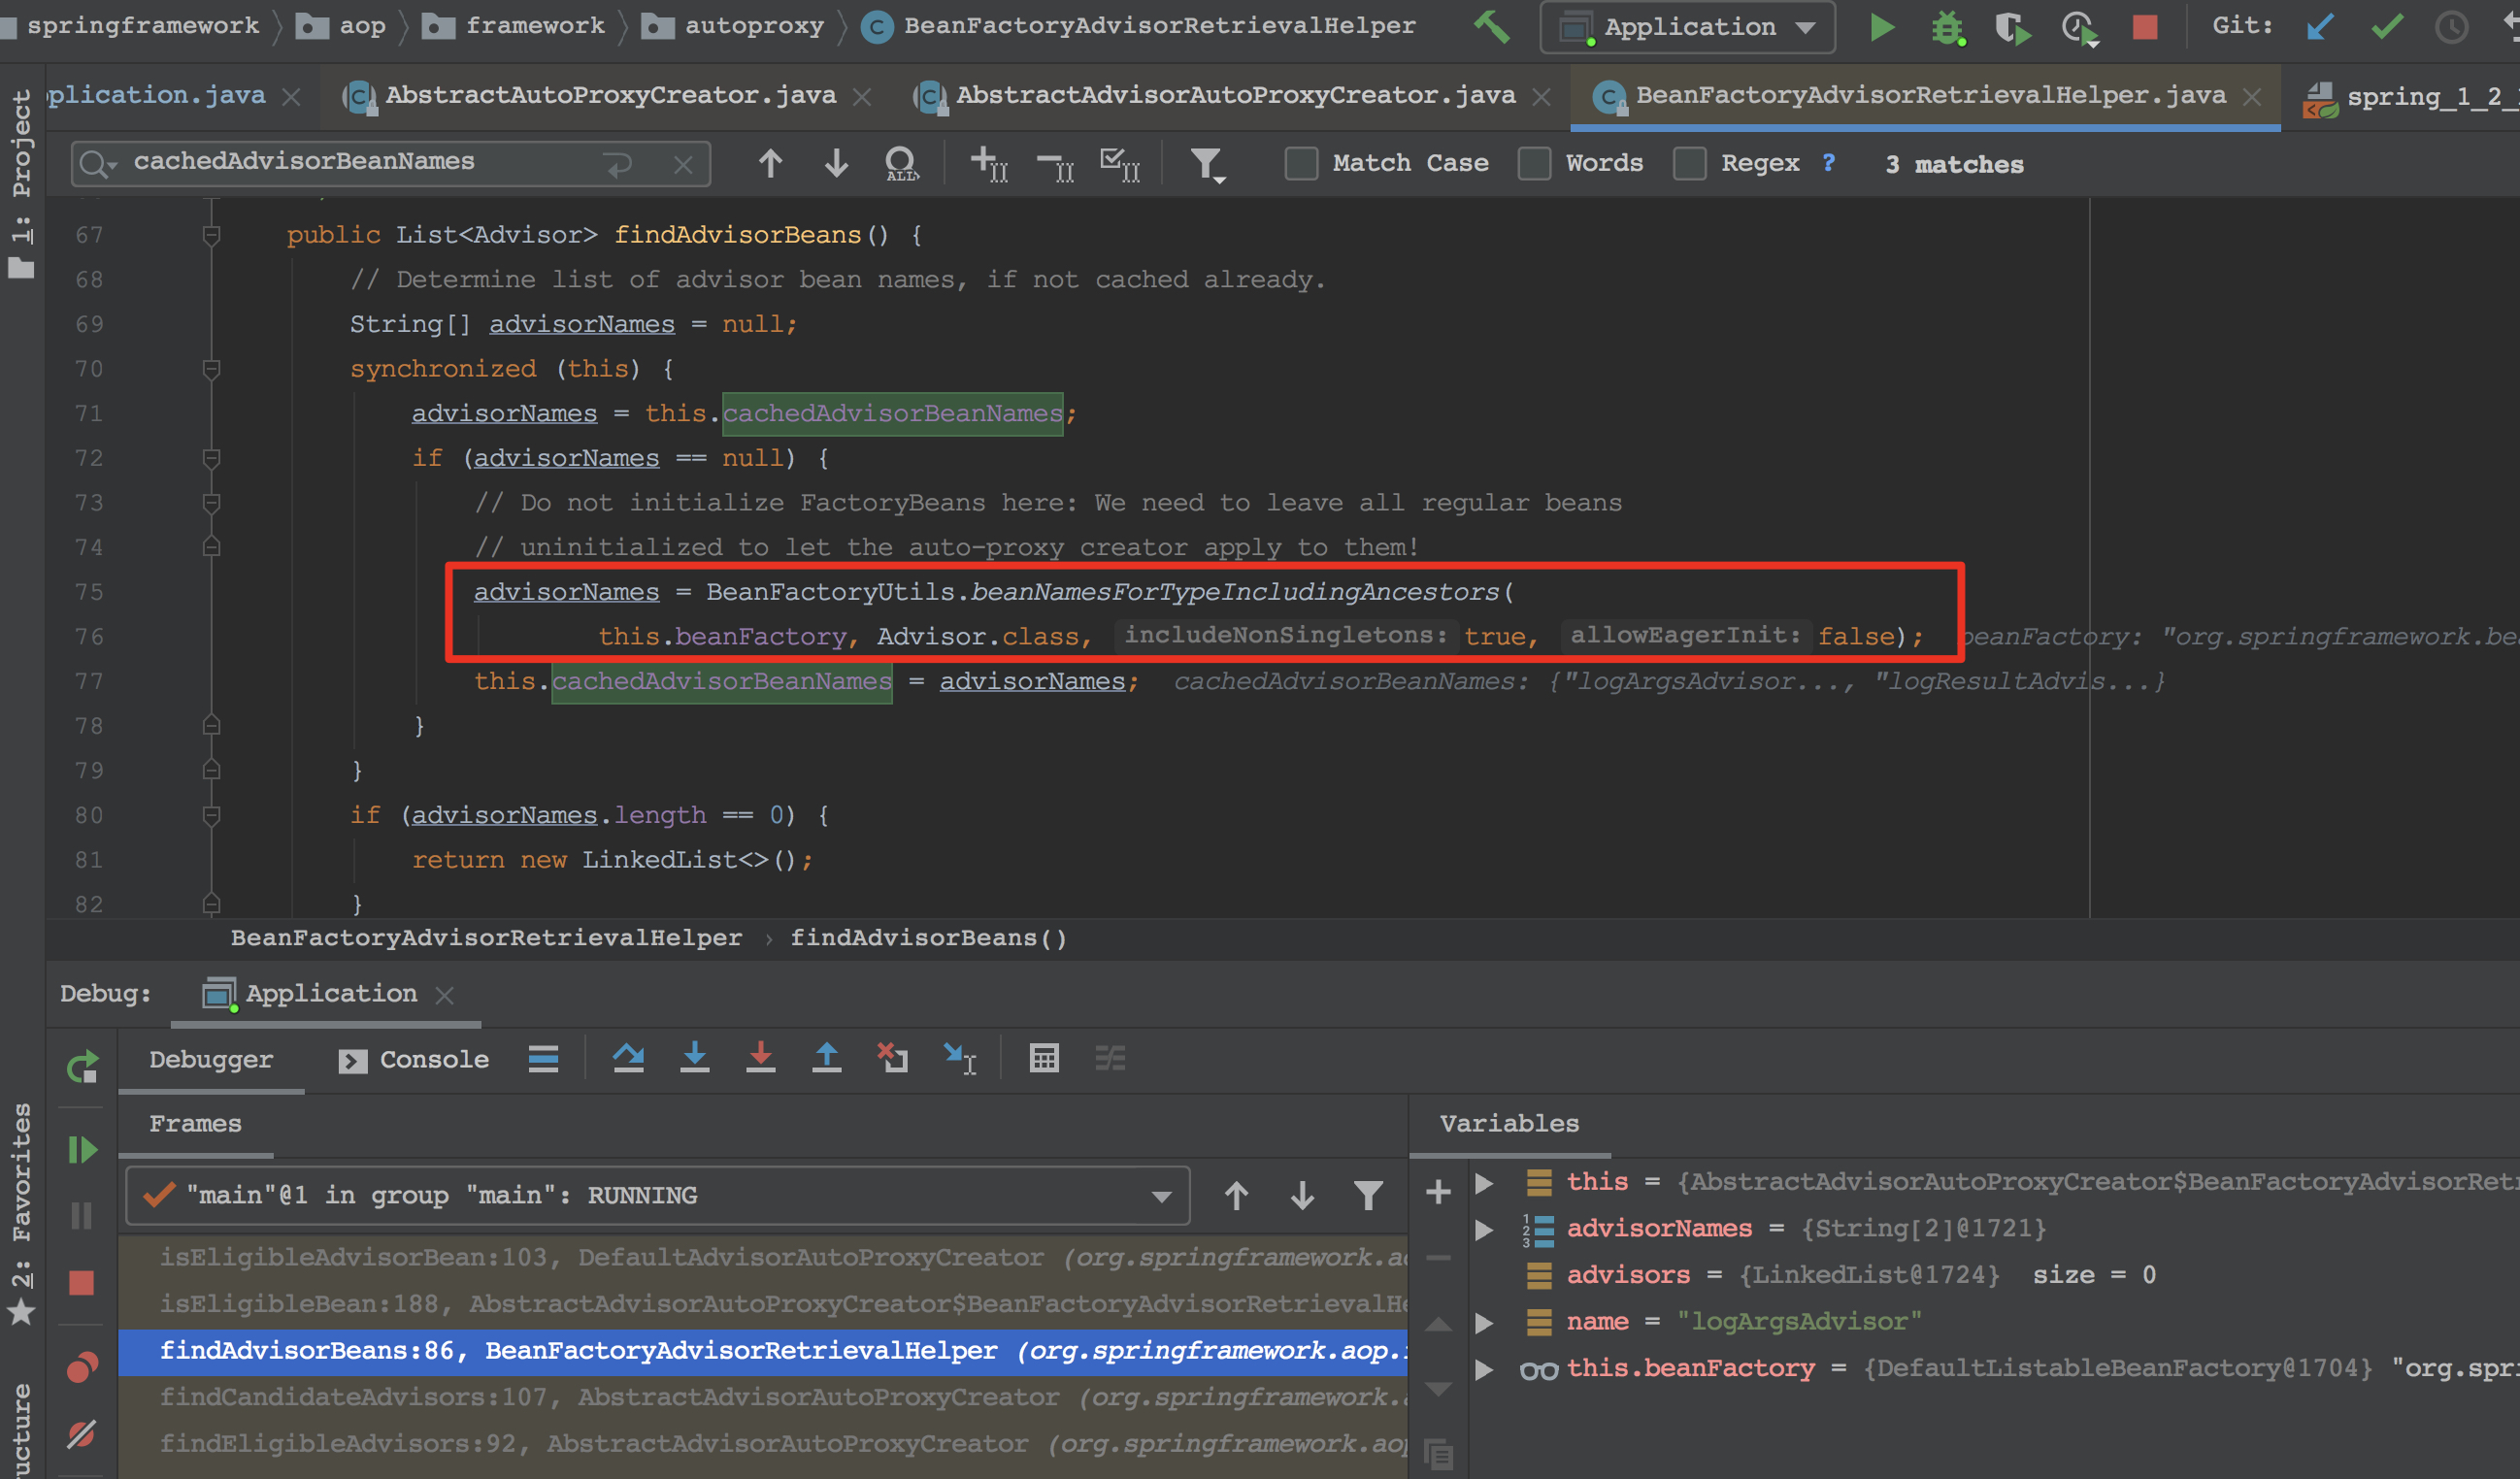 springframework aop framework autoproxy BeanFactoryAdvisorRetrievalHelper Application Git:
plication.java AbstractAutoProxyCreator.java AbstractAdvisorAutoProxyCreator.java BeanFactoryAdvisorRetrievalHelper.java spring_1_2_
1: Project
cachedAdvisorBeanNames Match Case Words Regex ? 3 matches
67 public List<Advisor> findAdvisorBeans() {
68 // Determine list of advisor bean names, if not cached already.
69 String[] advisorNames = null;
70 synchronized (this) {
71 advisorNames = this.cachedAdvisorBeanNames;
72 if (advisorNames == null) {
73 // Do not initialize FactoryBeans here: We need to leave all regular beans
74 // uninitialized to let the auto-proxy creator apply to them!
75 advisorNames = BeanFactoryUtils.beanNamesForTypeIncludingAncestors(
76 this.beanFactory, Advisor.class, includeNonSingletons: true, allowEagerInit: false); beanFactory: "org.springframework.be
77 this.cachedAdvisorBeanNames = advisorNames; cachedAdvisorBeanNames: {"logArgsAdvisor..., "logResultAdvis...}
78 }
79 }
80 if (advisorNames.length == 0) {
81 return new LinkedList<>();
82 }
BeanFactoryAdvisorRetrievalHelper › findAdvisorBeans()
Debug: Application
Debugger Console
2: Favorites
Frames
"main"@1 in group "main": RUNNING
isEligibleAdvisorBean:103, DefaultAdvisorAutoProxyCreator (org.springframework.ao
isEligibleBean:188, AbstractAdvisorAutoProxyCreator$BeanFactoryAdvisorRetrievalHe
findAdvisorBeans:86, BeanFactoryAdvisorRetrievalHelper (org.springframework.aop.
findCandidateAdvisors:107, AbstractAdvisorAutoProxyCreator (org.springframework.a
findEligibleAdvisors:92, AbstractAdvisorAutoProxyCreator (org.springframework.aop
Variables
this = {AbstractAdvisorAutoProxyCreator$BeanFactoryAdvisorRetr
advisorNames = {String[2]@1721}
advisors = {LinkedList@1724} size = 0
name = "logArgsAdvisor"
this.beanFactory = {DefaultListableBeanFactory@1704} "org.spri
ucture